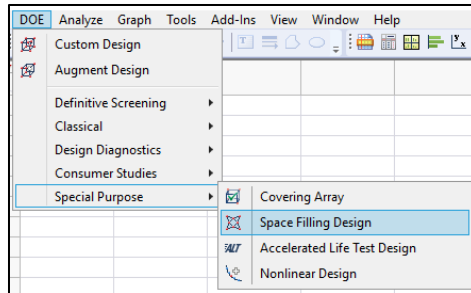 DOE Analyze Graph Tools Add-Ins View Window Help
Custom Design
Augment Design
Definitive Screening
Classical
Design Diagnostics
Consumer Studies
Special Purpose
Covering Array
Space Filling Design
ALT Accelerated Life Test Design
Nonlinear Design